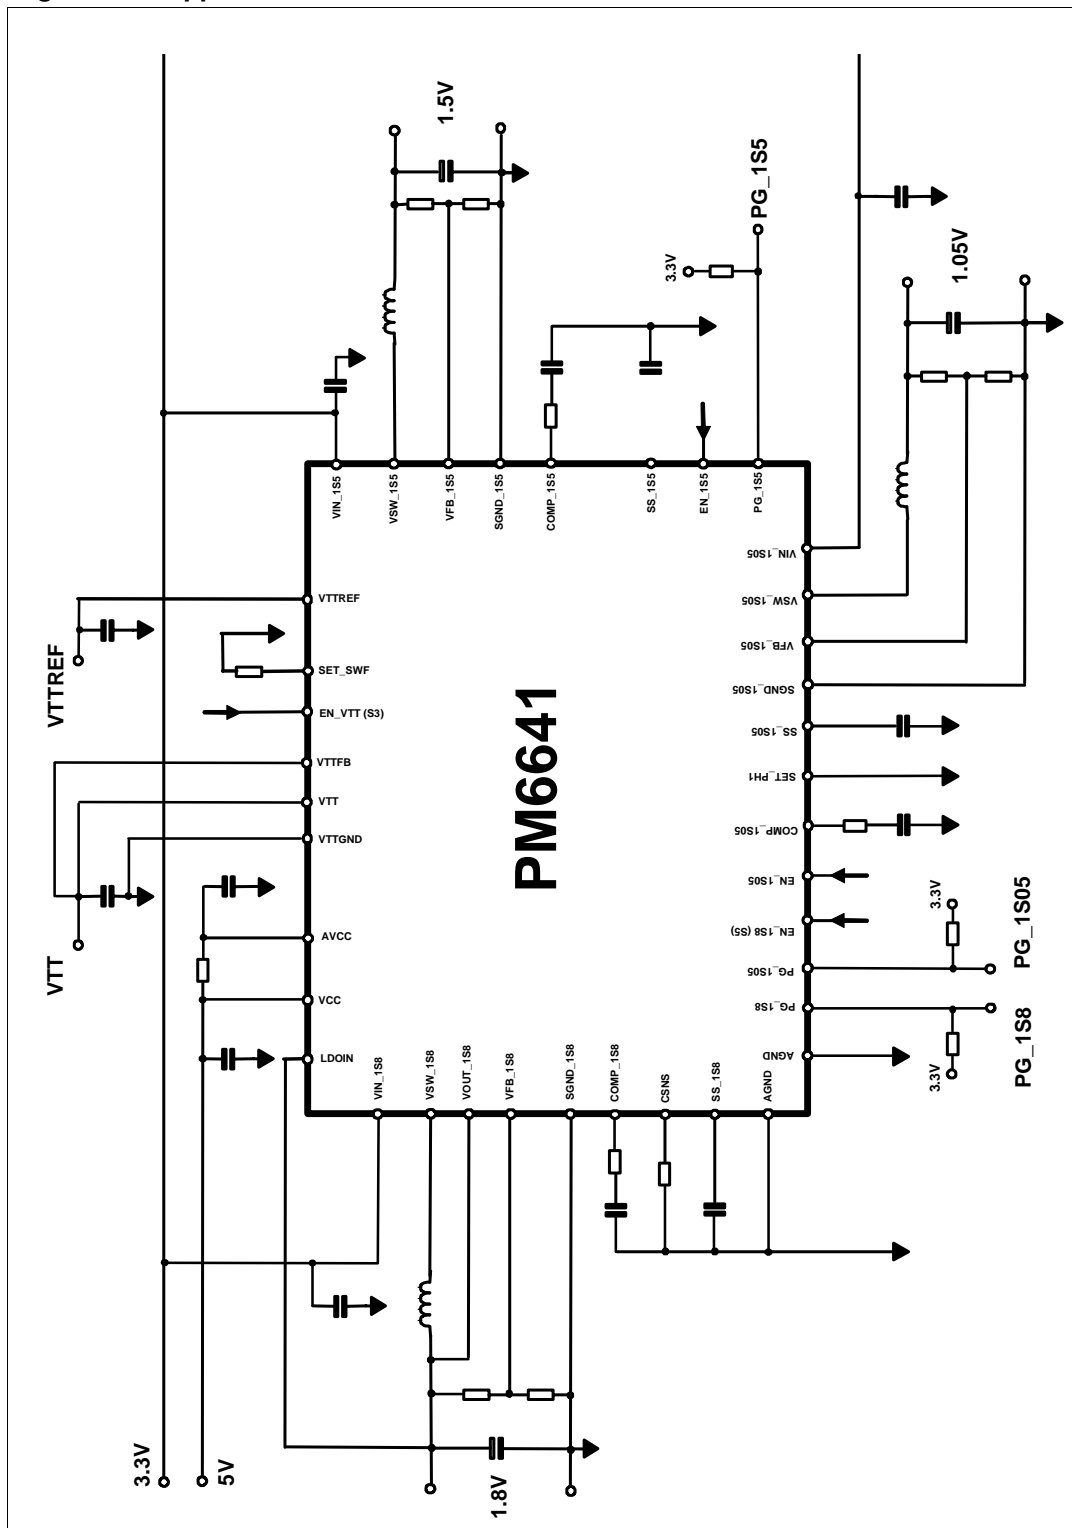 1.5V
PG_1S5
3.3V
1.05V
VIN_1S5
VSW_1S5
VFB_1S5
SGND_1S5
COMP_1S5
SS_1S5
EN_1S5
PG_1S5
VTTREF
VTTREF
SET_SWF
EN_VTT (S3)
VTTFB
VTT
VTTGND
VTT
AVCC
VCC
LDOIN
PM6641
VIN_1S05
VSW_1S05
VFB_1S05
SGND_1S05
SS_1S05
SET_PH1
COMP_1S05
EN_1S05
EN_1S8 (S5)
PG_1S05
PG_1S8
AGND
3.3V
PG_1S05
3.3V
PG_1S8
VIN_1S8
VSW_1S8
VOUT_1S8
VFB_1S8
SGND_1S8
COMP_1S8
CSNS
SS_1S8
AGND
3.3V
5V
1.8V